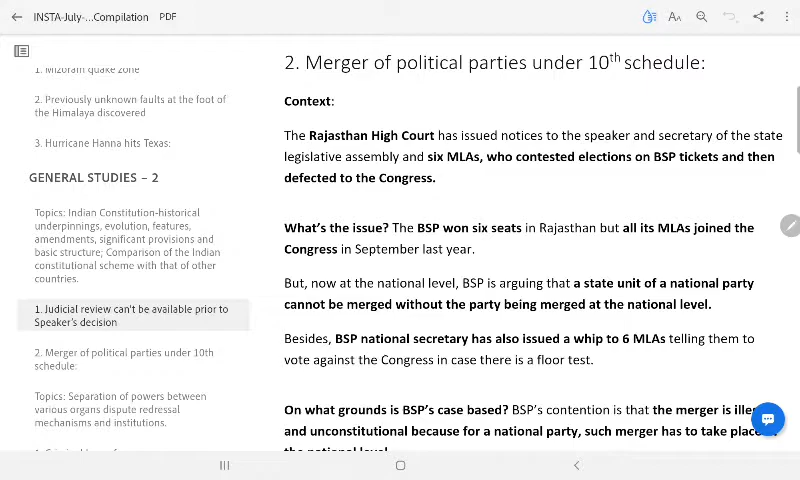 INSTA-July-...Compilation PDF
1. Mizoram quake zone
2. Previously unknown faults at the foot of
the Himalaya discovered
3. Hurricane Hanna hits Texas:
GENERAL STUDIES – 2
Topics: Indian Constitution-historical
underpinnings, evolution, features,
amendments, significant provisions and
basic structure; Comparison of the Indian
constitutional scheme with that of other
countries.
1. Judicial review can't be available prior to
Speaker's decision
2. Merger of political parties under 10th
schedule:
Topics: Separation of powers between
various organs dispute redressal
mechanisms and institutions.
2. Merger of political parties under 10th schedule:
Context:
The Rajasthan High Court has issued notices to the speaker and secretary of the state
legislative assembly and six MLAs, who contested elections on BSP tickets and then
defected to the Congress.
What's the issue? The BSP won six seats in Rajasthan but all its MLAs joined the
Congress in September last year.
But, now at the national level, BSP is arguing that a state unit of a national party
cannot be merged without the party being merged at the national level.
Besides, BSP national secretary has also issued a whip to 6 MLAs telling them to
vote against the Congress in case there is a floor test.
On what grounds is BSP's case based? BSP's contention is that the merger is
and unconstitutional because for a national party, such merger has to take place
the national level